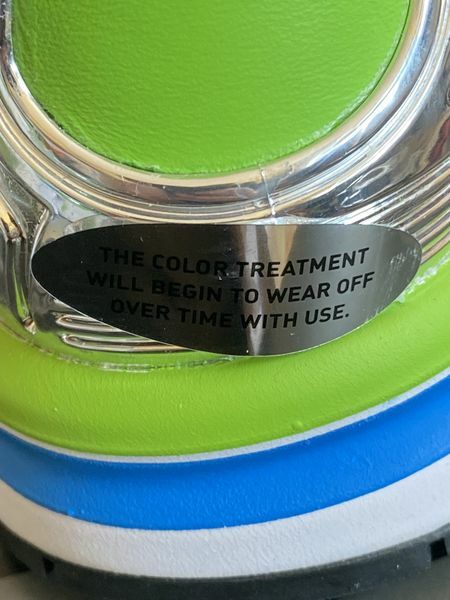 THE COLOR TREATMENT
WILL BEGIN TO WEAR OFF
OVER TIME WITH USE.